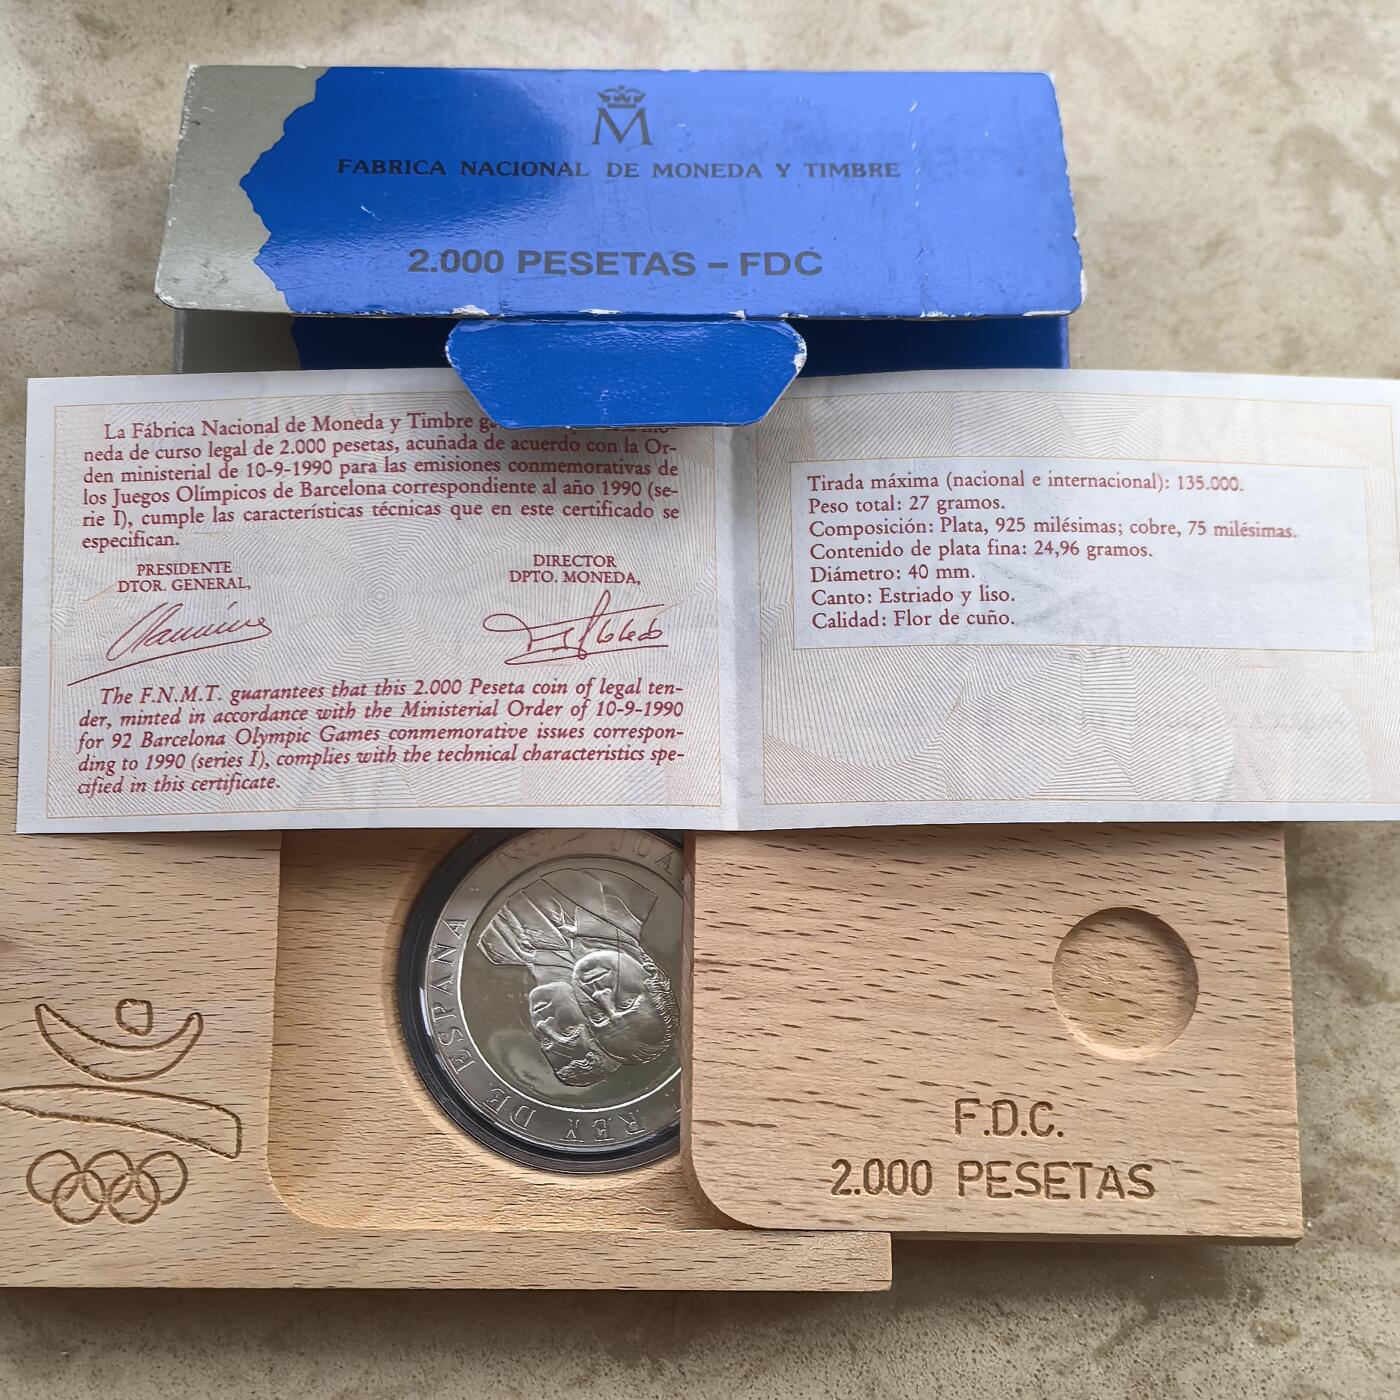 M
FABRICA NACIONAL DE MONEDA Y TIMBRE
2.000 PESETAS – FDC
La Fábrica Nacional de Moneda y Timbre
neda de curso legal de 2.000 pesetas, acuñada de acuerdo con la Or-
den ministerial de 10-9-1990 para las emisiones conmemorativas de
los Juegos Olímpicos de Barcelona correspondiente al año 1990 (se-
rie I), cumple las características técnicas que en este certificado se
especifican.
PRESIDENTE
DTOR. GENERAL,
DIRECTOR
DPTO. MONEDA,
The F.N.M.T. guarantees that this 2.000 Peseta coin of legal ten-
der, minted in accordance with the Ministerial Order of 10-9-1990
for 92 Barcelona Olympic Games conmemorative issues correspon-
ding to 1990 (series I), complies with the technical characteristics spe-
cified in this certificate.
Tirada máxima (nacional e internacional): 135.000.
Peso total: 27 gramos.
Composición: Plata, 925 milésimas; cobre, 75 milésimas.
Contenido de plata fina: 24,96 gramos.
Diámetro: 40 mm.
Canto: Estriado y liso.
Calidad: Flor de cuño.
REY DE ESPAÑA
F.D.C.
2.000 PESETAS